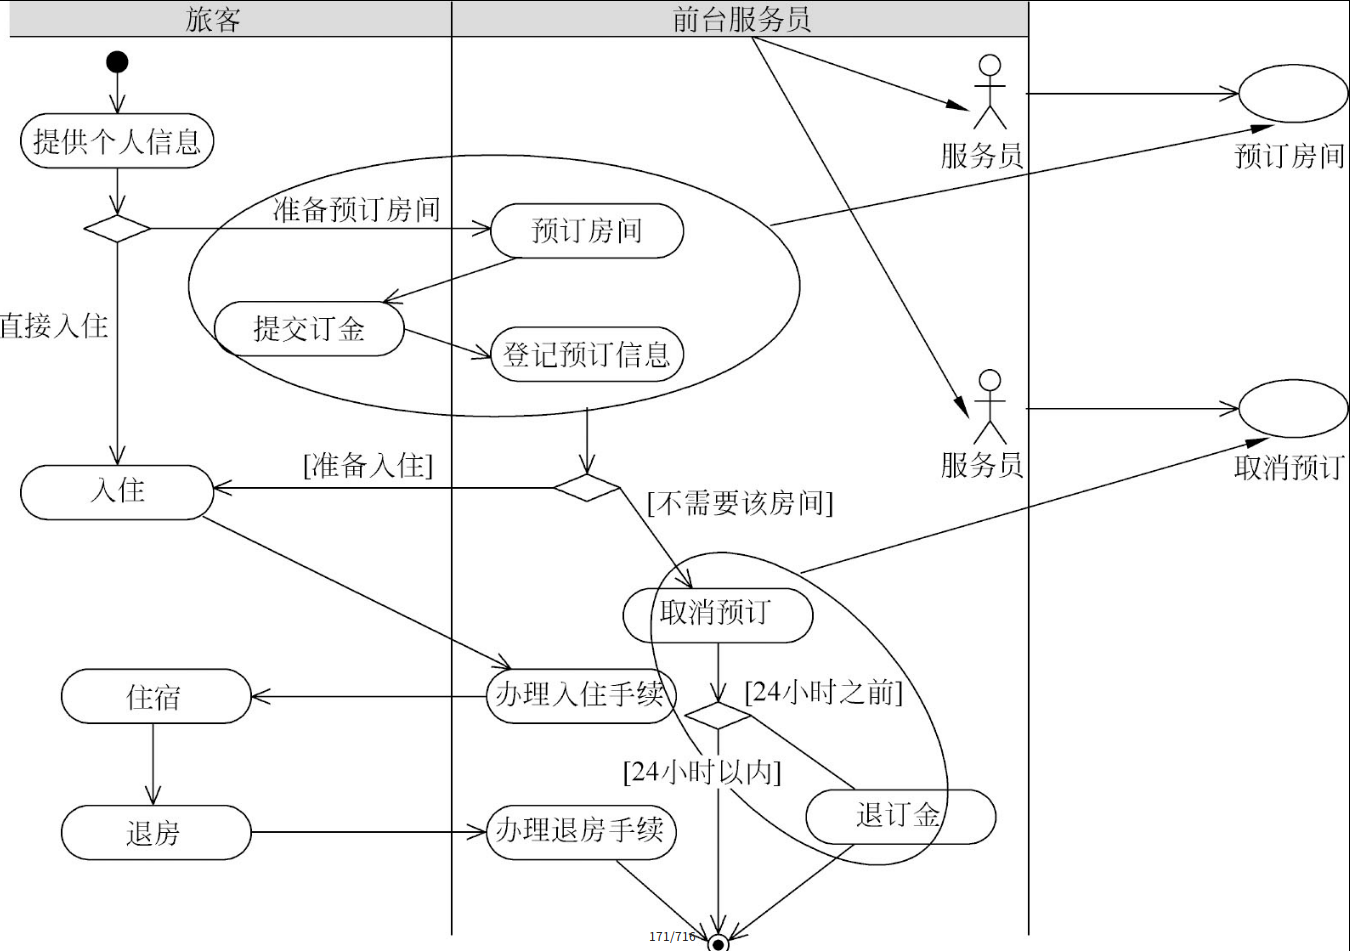 旅客
前台服务员
提供个人信息
服务员
预订房间
准备预订房间
预订房间
直接入住
提交订金
登记预订信息
[准备入住]
服务员
取消预订
入住
[不需要该房间]
取消预订
住宿
办理入住手续
[24小时之前]
[24小时以内]
退房
办理退房手续
退订金
171/716